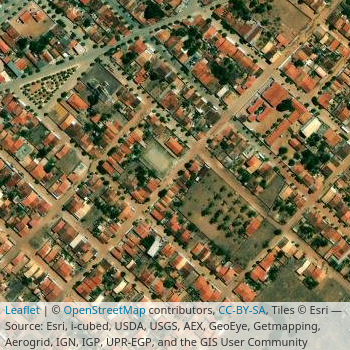 Leaflet | © OpenStreetMap contributors, CC-BY-SA, Tiles © Esri —
Source: Esri, i-cubed, USDA, USGS, AEX, GeoEye, Getmapping,
Aerogrid, IGN, IGP, UPR-EGP, and the GIS User Community